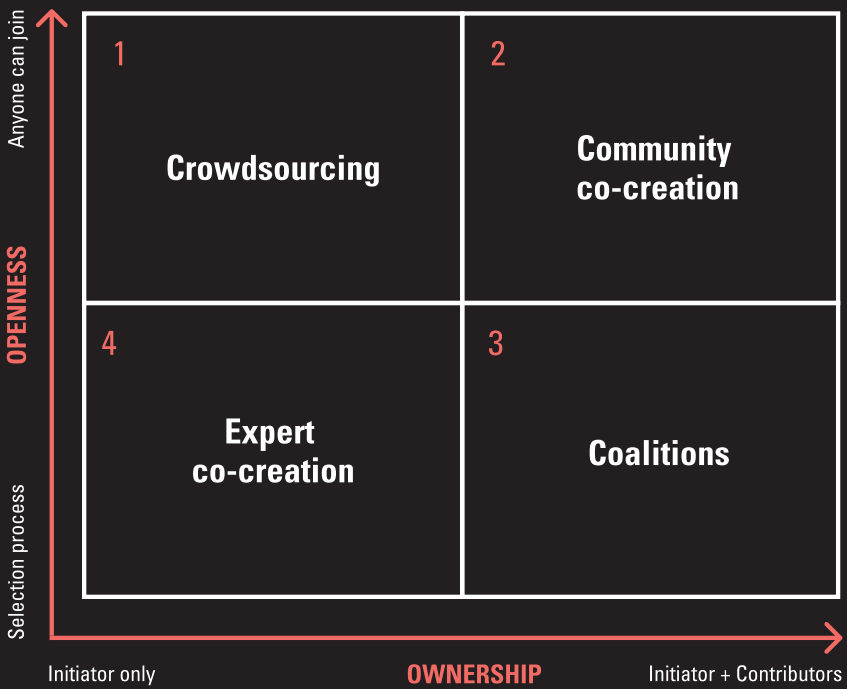 Anyone can join
OPENNESS
Selection process
1
Crowdsourcing
2
Community
co-creation
4
Expert
co-creation
3
Coalitions
Initiator only
OWNERSHIP
Initiator + Contributors